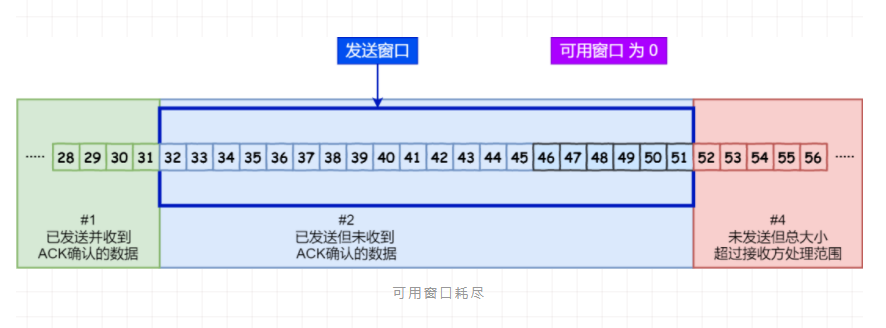 发送窗口
可用窗口 为 0
..... 28 29 30 31 32 33 34 35 36 37 38 39 40 41 42 43 44 45 46 47 48 49 50 51 52 53 54 55 56 .....
#1
已发送并收到
ACK确认的数据
#2
已发送但未收到
ACK确认的数据
#4
未发送但总大小
超过接收方处理范围
可用窗口耗尽